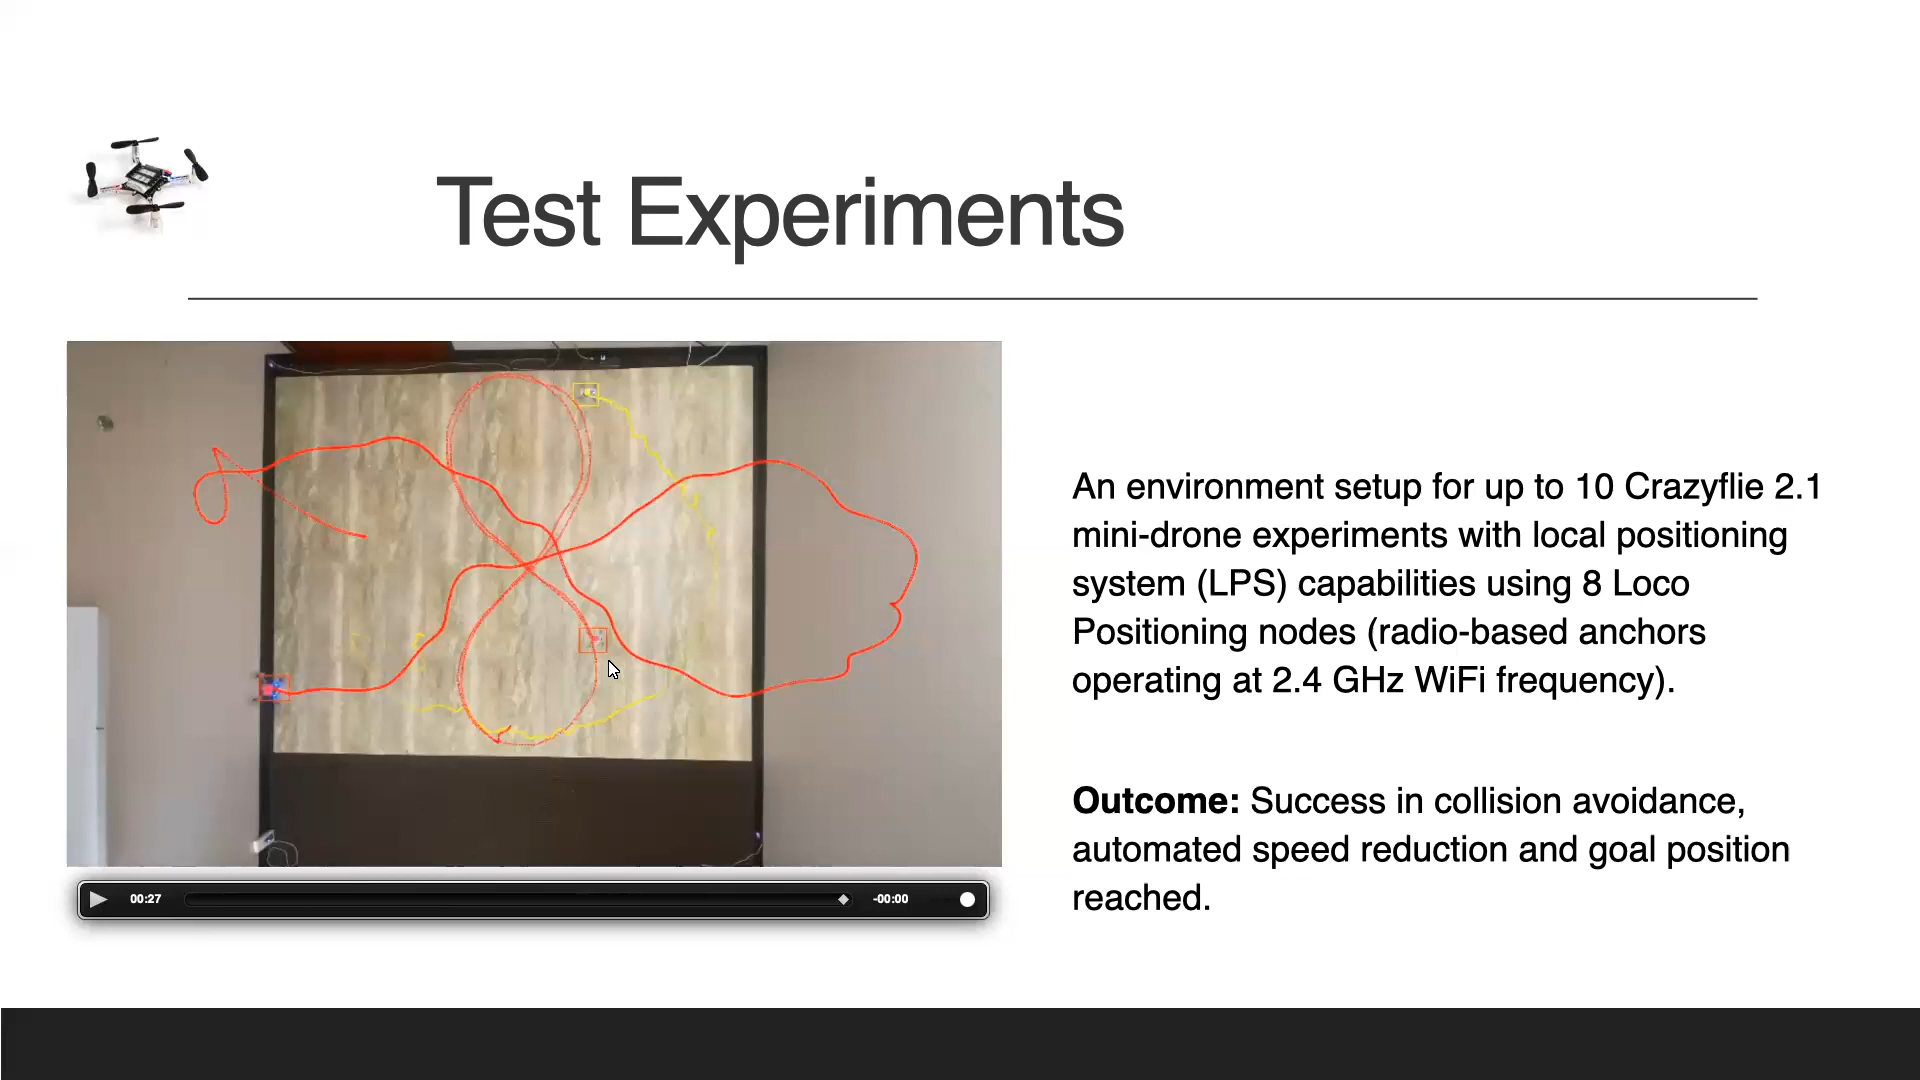 Test Experiments
An environment setup for up to 10 Crazyflie 2.1
mini-drone experiments with local positioning
system (LPS) capabilities using 8 Loco
Positioning nodes (radio-based anchors
operating at 2.4 GHz WiFi frequency).
Outcome: Success in collision avoidance,
automated speed reduction and goal position
reached.
00:27 -00:00